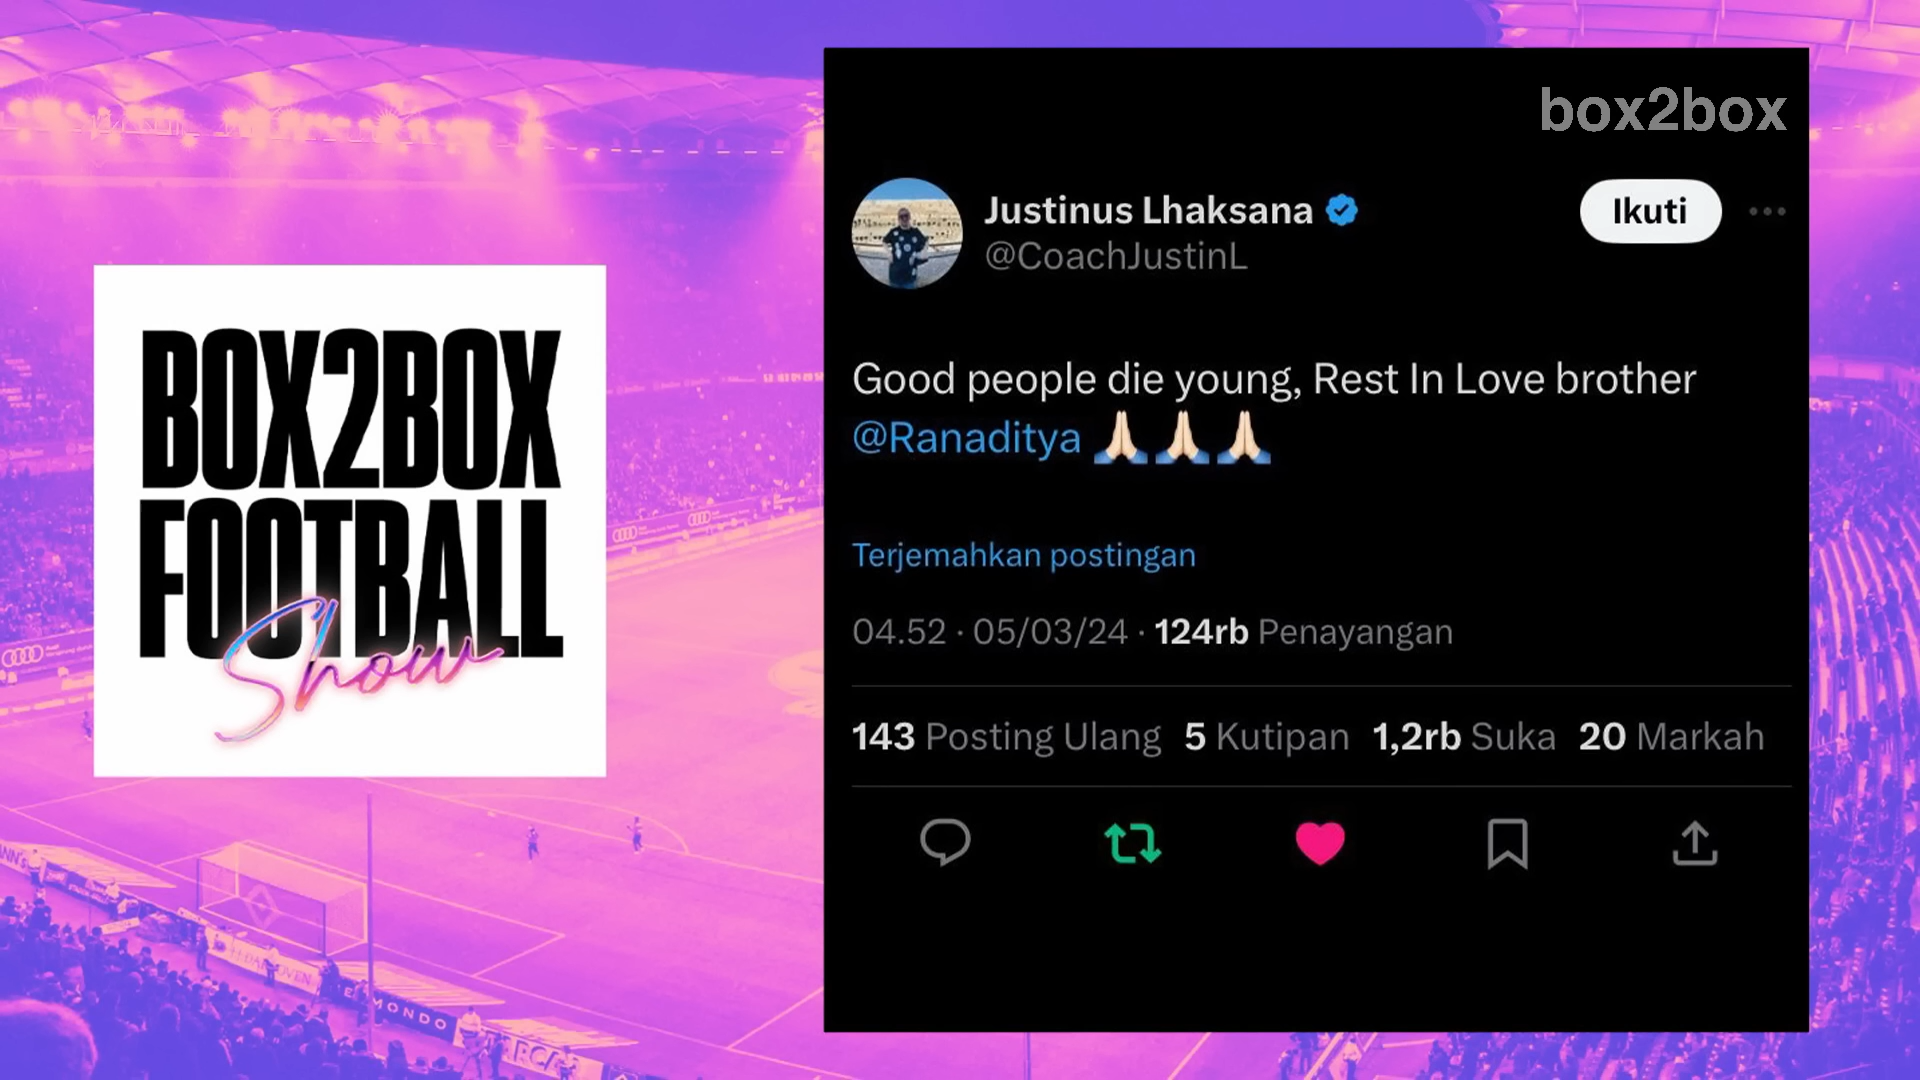 box2box
BOX2BOX
FOOTBALL
Show
Justinus Lhaksana
@CoachJustinL
Ikuti
Good people die young, Rest In Love brother
@Ranaditya 🙏🏻🙏🏻🙏🏻
Terjemahkan postingan
04.52 · 05/03/24 · 124rb Penayangan
143 Posting Ulang 5 Kutipan 1,2rb Suka 20 Markah